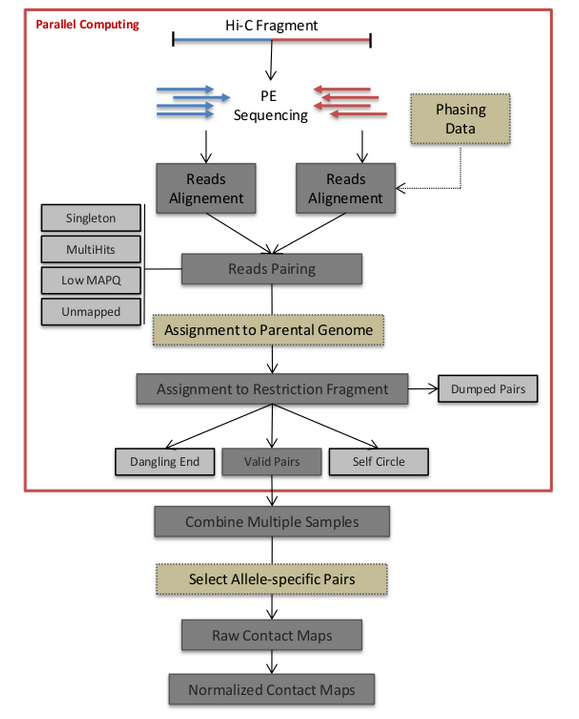 Parallel Computing
Hi-C Fragment
PE
Sequencing
Phasing
Data
Reads
Alignement
Reads
Alignement
Singleton
MultiHits
Low MAPQ
Unmapped
Reads Pairing
Assignment to Parental Genome
Assignment to Restriction Fragment
Dumped Pairs
Dangling End
Valid Pairs
Self Circle
Combine Multiple Samples
Select Allele-specific Pairs
Raw Contact Maps
Normalized Contact Maps